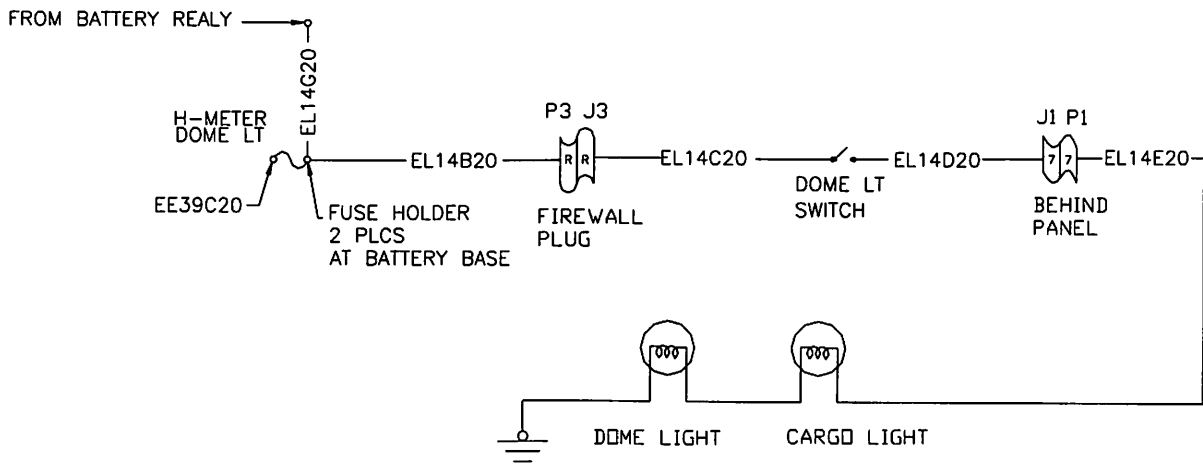 FROM BATTERY REALY
EL14G20
H-METER
DOME LT
P3 J3
J1 P1
EL14B20
R R
EL14C20
EL14D20
7 7
EL14E20
EE39C20
FUSE HOLDER
2 PLCS
AT BATTERY BASE
FIREWALL
PLUG
DOME LT
SWITCH
BEHIND
PANEL
DOME LIGHT
CARGO LIGHT